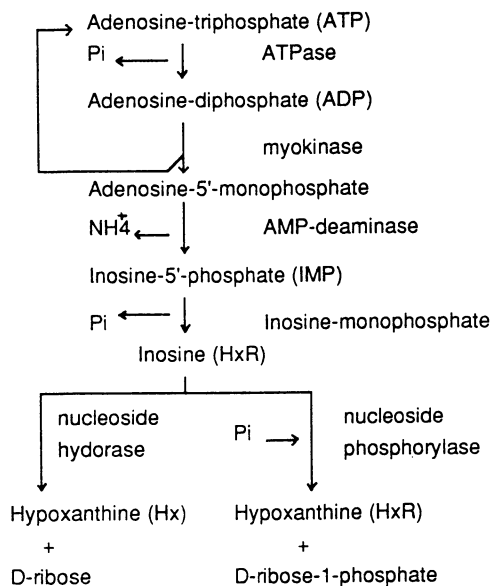 Adenosine-triphosphate (ATP)
Pi
ATPase
Adenosine-diphosphate (ADP)
myokinase
Adenosine-5'-monophosphate
NH4+
AMP-deaminase
Inosine-5'-phosphate (IMP)
Pi
Inosine-monophosphate
Inosine (HxR)
nucleoside
hydorase
Pi
nucleoside
phosphorylase
Hypoxanthine (Hx)
+
D-ribose
Hypoxanthine (HxR)
+
D-ribose-1-phosphate